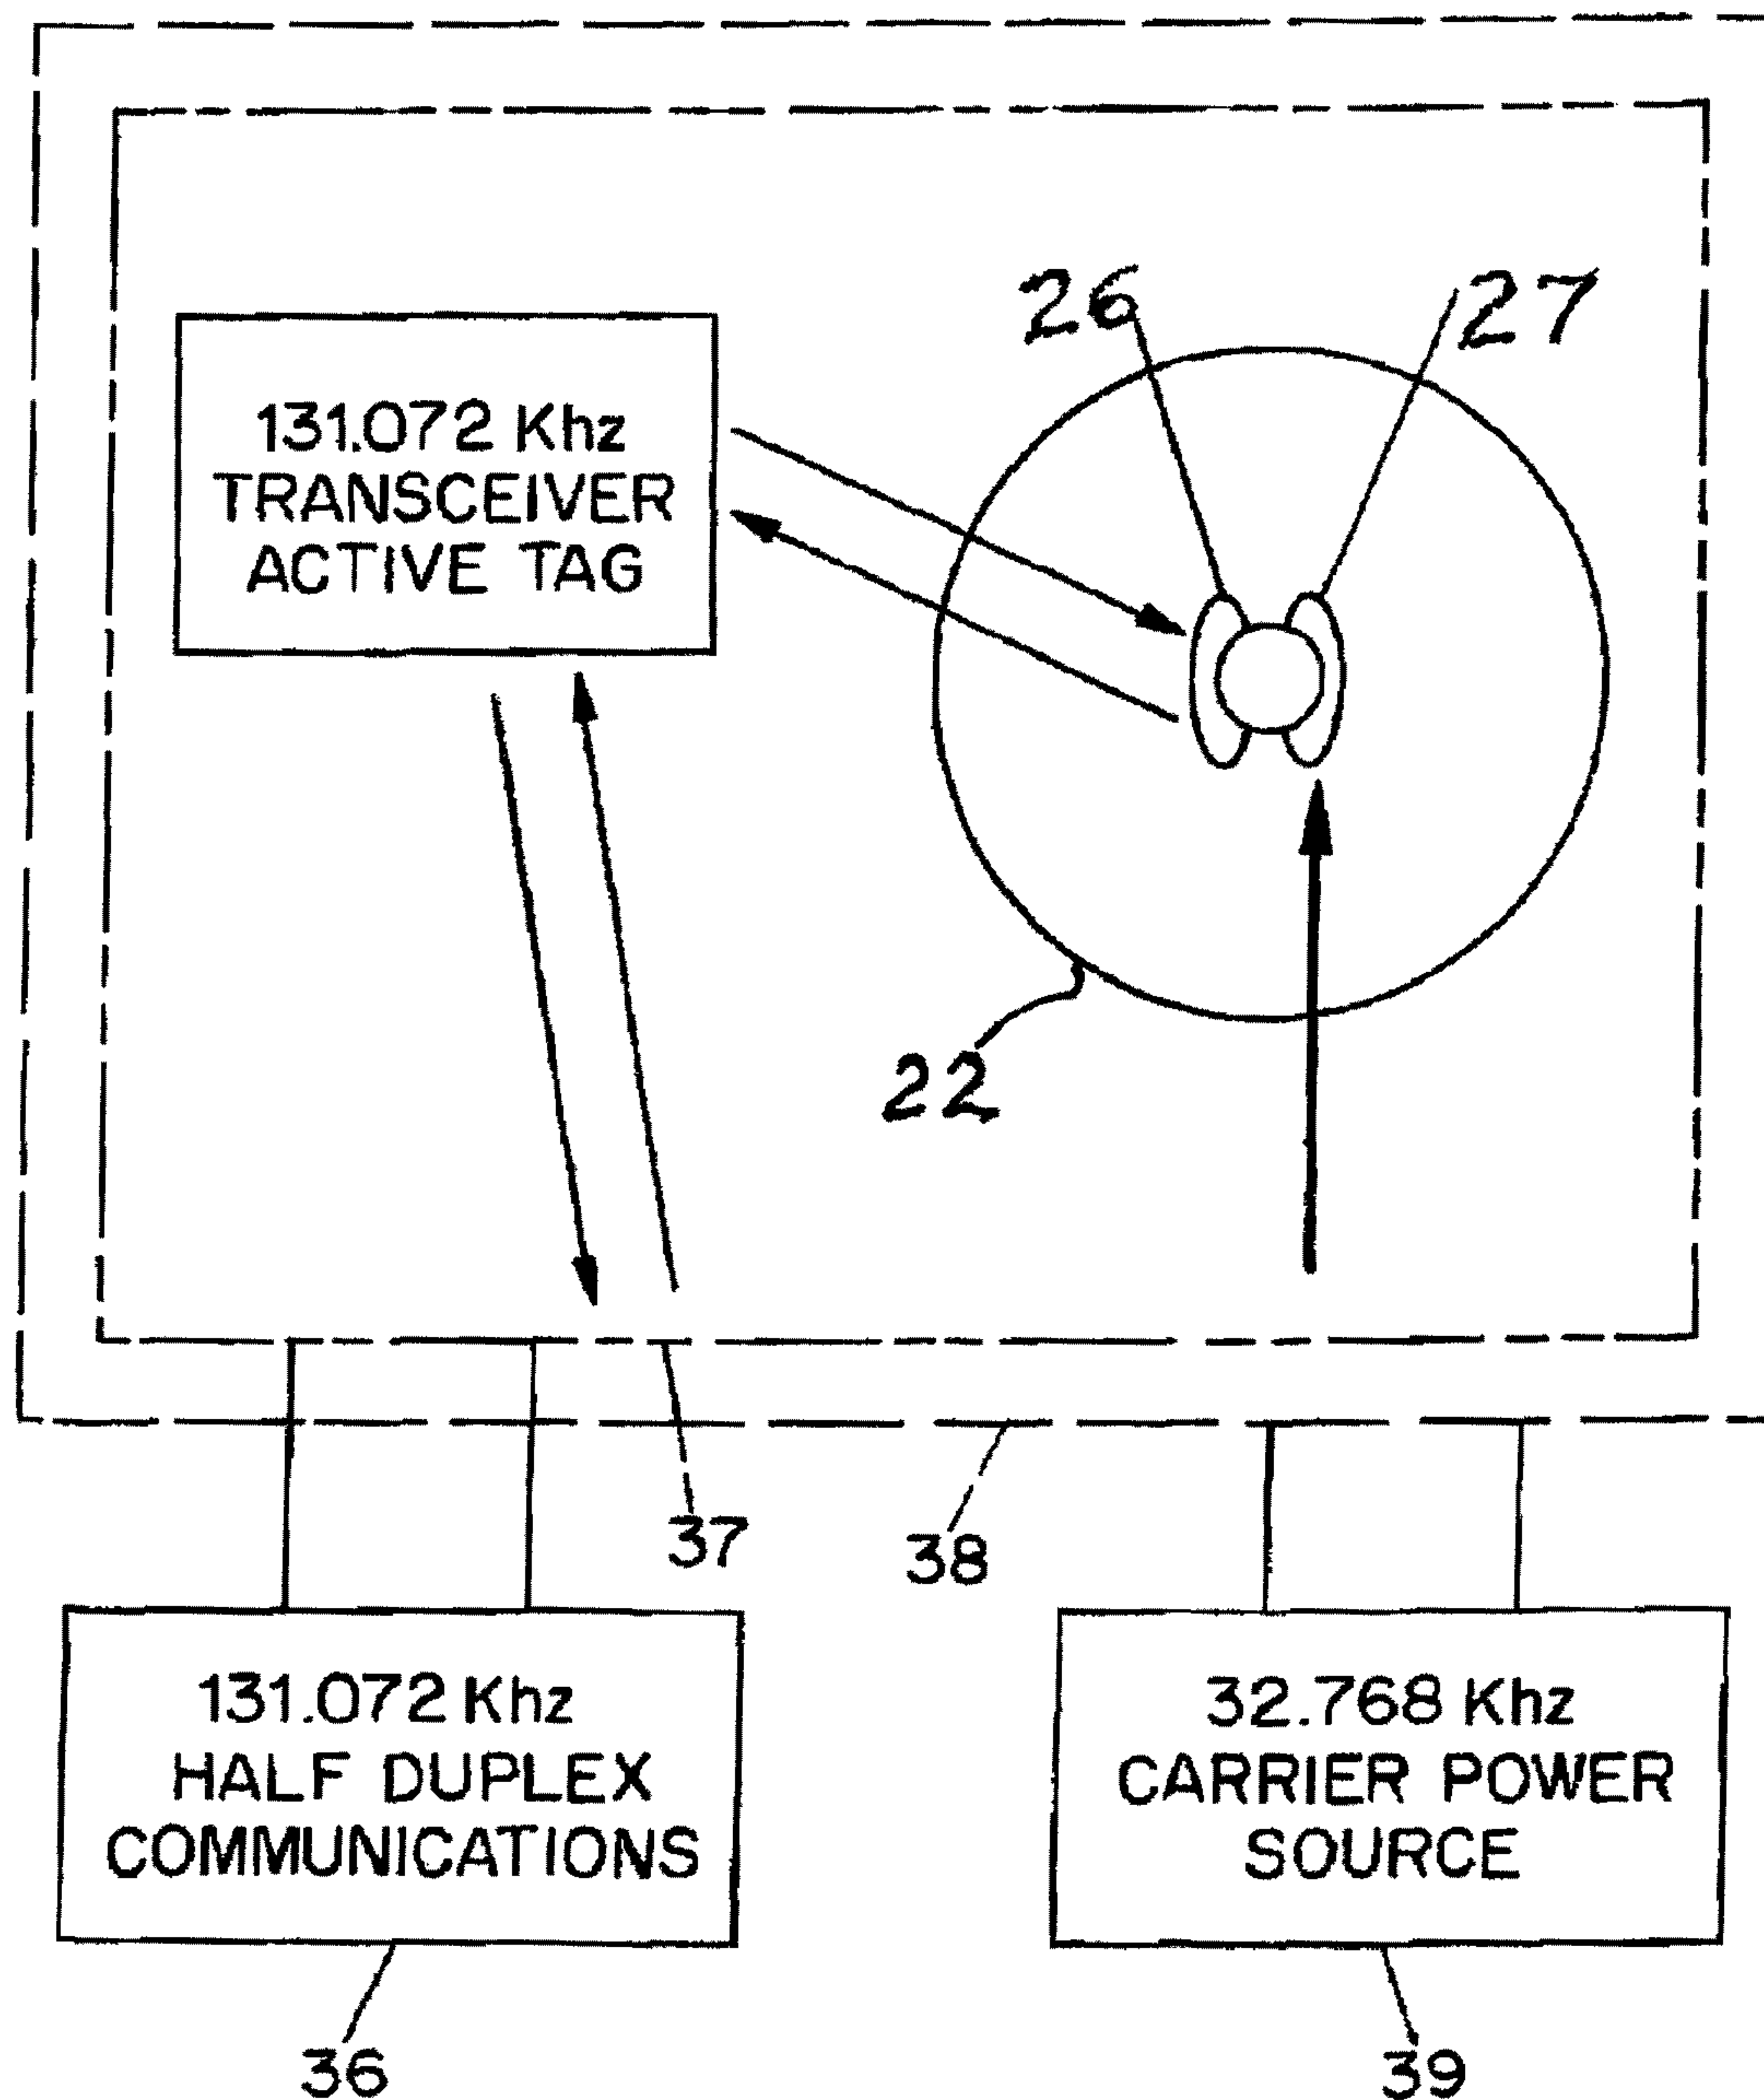 26
27
131.072 Khz
TRANSCEIVER
ACTIVE TAG
22
37
38
131.072 Khz
HALF DUPLEX
COMMUNICATIONS
32.768 Khz
CARRIER POWER
SOURCE
36
39